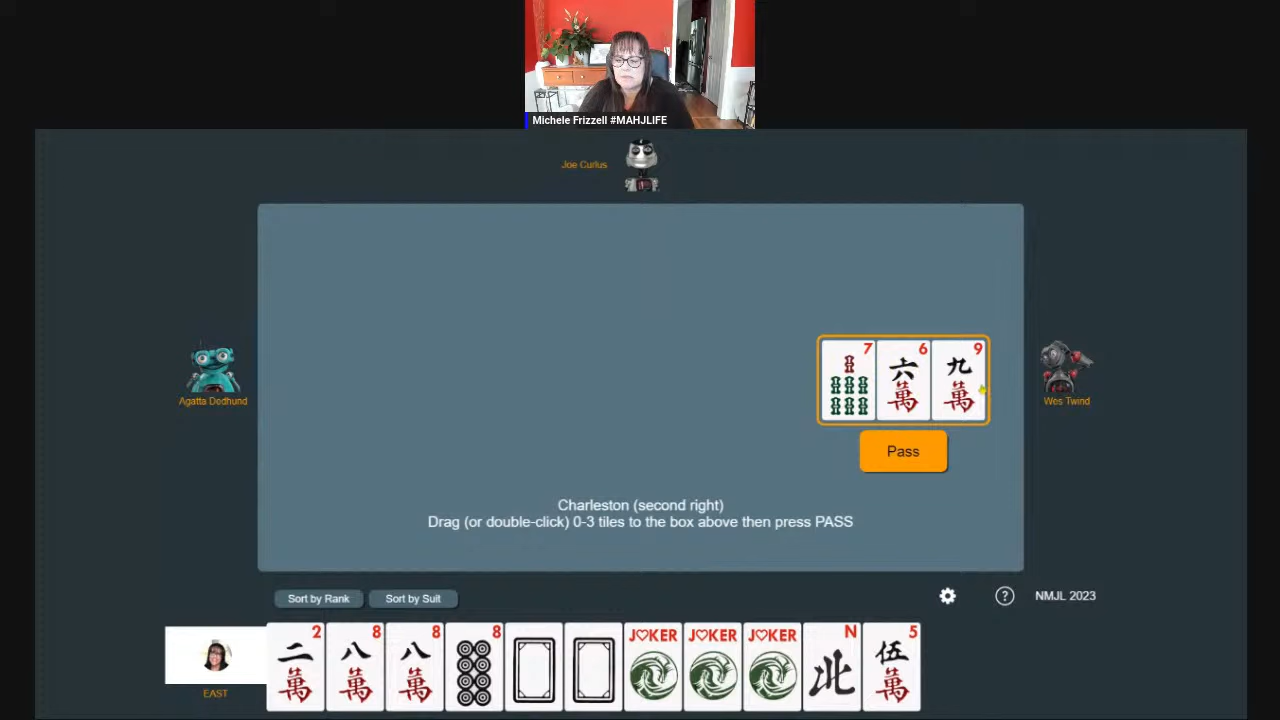 Michele Frizzell #MAHJLIFE
Joe Curlus
7 6 六萬 9 九萬
Agatta Dedhund
Wes Twind
Pass
Charleston (second right)
Drag (or double-click) 0-3 tiles to the box above then press PASS
Sort by Rank Sort by Suit ? NMJL 2023
2 二萬 8 八萬 8 八萬 8 JOKER JOKER JOKER N 北 5 伍萬
EAST